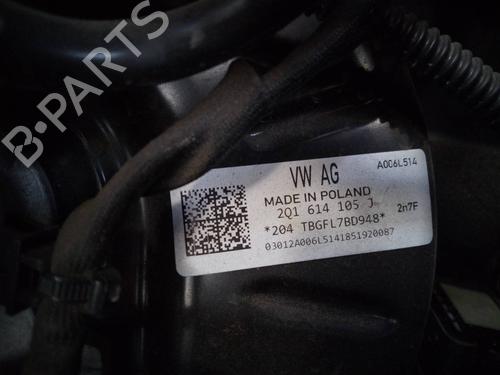 B-PARTS
VW AG
A006L514
MADE IN POLAND
2Q1 614 105 J
*204 TBGFL7BD948*
2n7F
03012A006L5141851920087